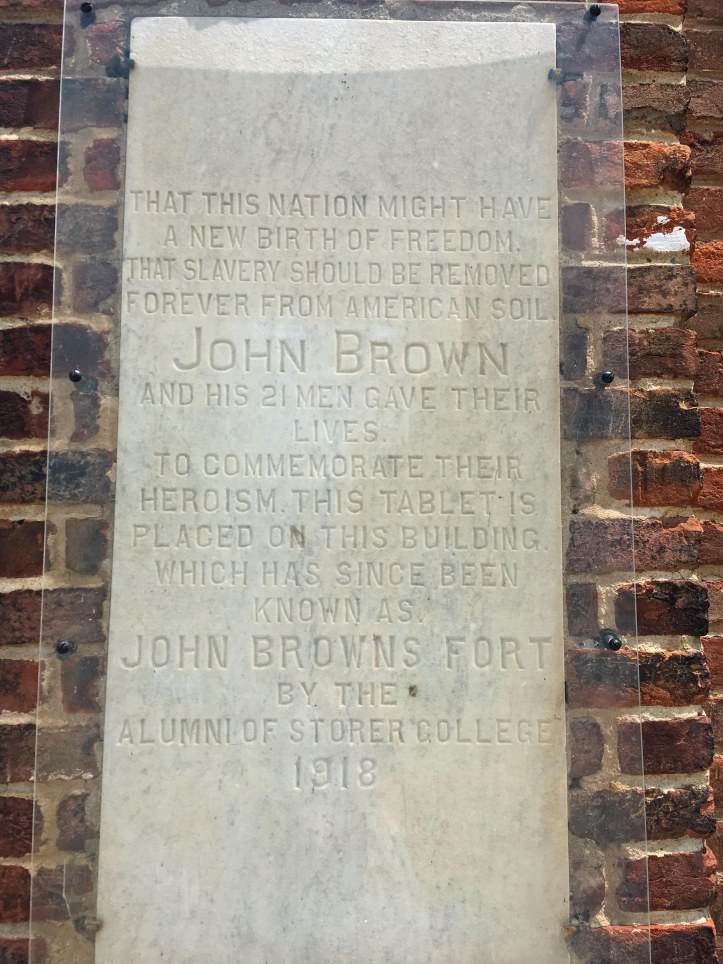 THAT THIS NATION MIGHT HAVE
A NEW BIRTH OF FREEDOM.
THAT SLAVERY SHOULD BE REMOVED
FOREVER FROM AMERICAN SOIL.
JOHN BROWN
AND HIS 21 MEN GAVE THEIR
LIVES.
TO COMMEMORATE THEIR
HEROISM. THIS TABLET IS
PLACED ON THIS BUILDING.
WHICH HAS SINCE BEEN
KNOWN AS.
JOHN BROWNS FORT
BY THE
ALUMNI OF STORER COLLEGE
1918